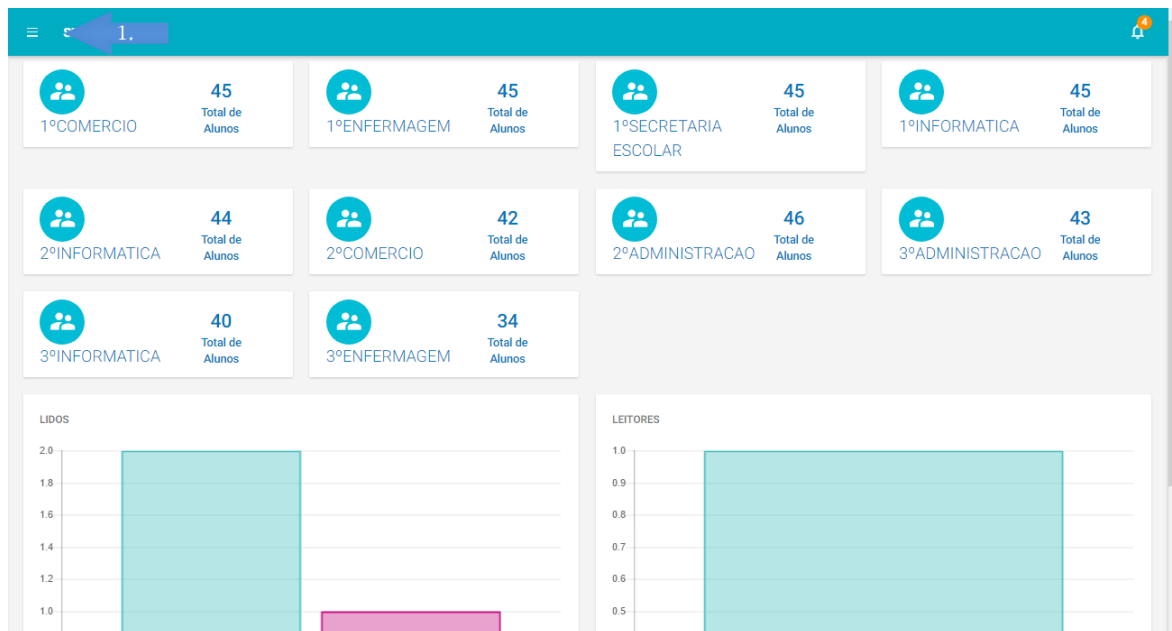 1.
4
45
Total de
Alunos
1ºCOMERCIO
45
Total de
Alunos
1ºENFERMAGEM
45
Total de
Alunos
1ºSECRETARIA
ESCOLAR
45
Total de
Alunos
1ºINFORMATICA
44
Total de
Alunos
2ºINFORMATICA
42
Total de
Alunos
2ºCOMERCIO
46
Total de
Alunos
2ºADMINISTRACAO
43
Total de
Alunos
3ºADMINISTRACAO
40
Total de
Alunos
3ºINFORMATICA
34
Total de
Alunos
3ºENFERMAGEM
LIDOS
2.0
1.8
1.6
1.4
1.2
1.0
LEITORES
1.0
0.9
0.8
0.7
0.6
0.5